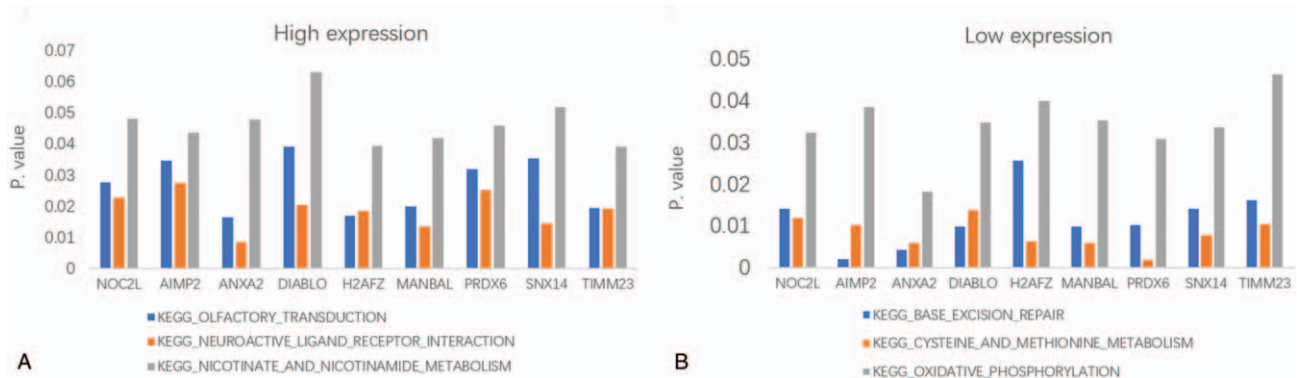 High expression
P. value
0.07
0.06
0.05
0.04
0.03
0.02
0.01
0
NOC2L AIMP2 ANXA2 DIABLO H2AFZ MANBAL PRDX6 SNX14 TIMM23
KEGG_OLFACTORY_TRANSDUCTION
KEGG_NEUROACTIVE_LIGAND_RECEPTOR_INTERACTION
KEGG_NICOTINATE_AND_NICOTINAMIDE_METABOLISM
A
Low expression
P. value
0.05
0.04
0.03
0.02
0.01
0
NOC2L AIMP2 ANXA2 DIABLO H2AFZ MANBAL PRDX6 SNX14 TIMM23
KEGG_BASE_EXCISION_REPAIR
KEGG_CYSTEINE_AND_METHIONINE_METABOLISM
KEGG_OXIDATIVE_PHOSPHORYLATION
B